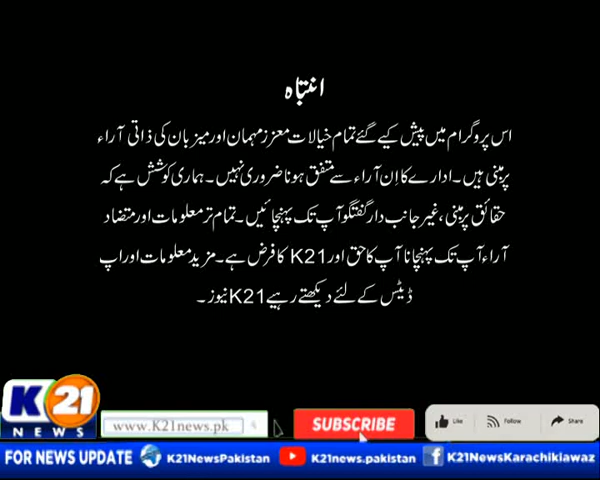 انتباہ
اس پروگرام میں پیش کیے گئے تمام خیالات معزز مہمان اور میزبان کی ذاتی آراء
پر مبنی ہیں۔ ادارے کا اِن آراء سے متفق ہونا ضروری نہیں۔ ہماری کوشش ہے کہ
حقائق پر مبنی، غیر جانب دار گفتگو آپ تک پہنچائیں۔ تمام تر معلومات اور متضاد
آراء آپ تک پہنچانا آپ کا حق اور K21 کا فرض ہے۔ مزید معلومات اور اپ
ڈیٹس کے لئے دیکھتے رہیے K21 نیوز۔
K21
NEWS
www.K21news.pk
SUBSCRIBE
Like
Follow
Share
FOR NEWS UPDATE K21NewsPakistan K21news.pakistan K21NewsKarachikiawaz